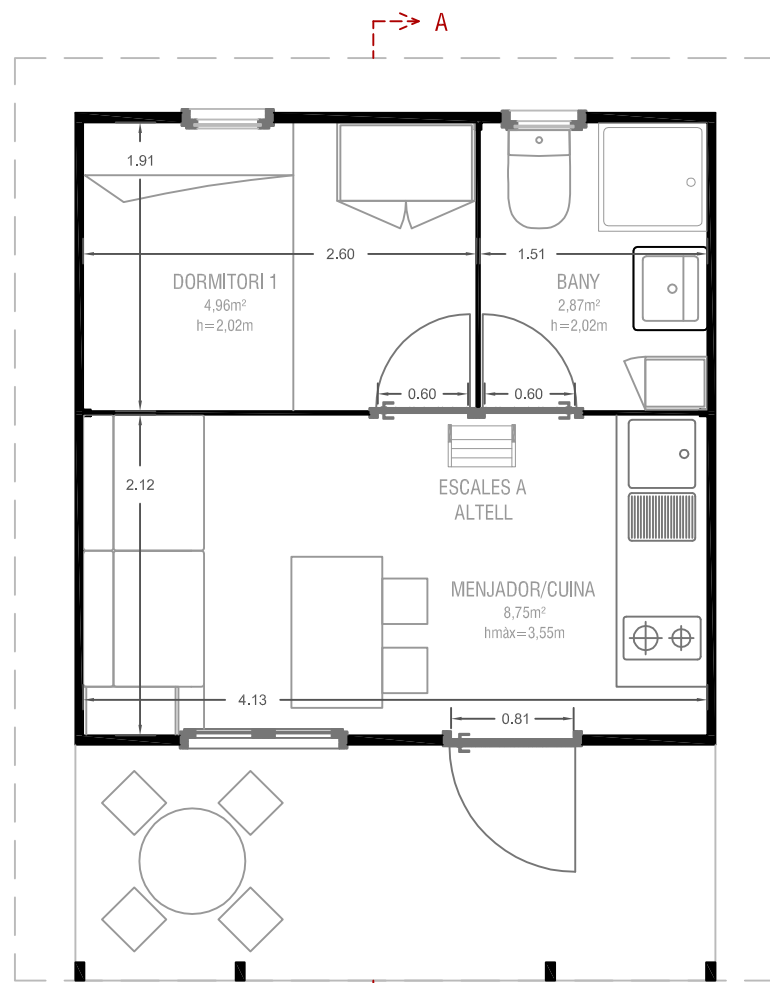 A
1.91
2.60
1.51
DORMITORI 1
4,96m²
h=2,02m
BANY
2,87m²
h=2,02m
0.60
0.60
2.12
ESCALES A
ALTELL
MENJADOR/CUINA
8,75m²
hmàx=3,55m
4.13
0.81